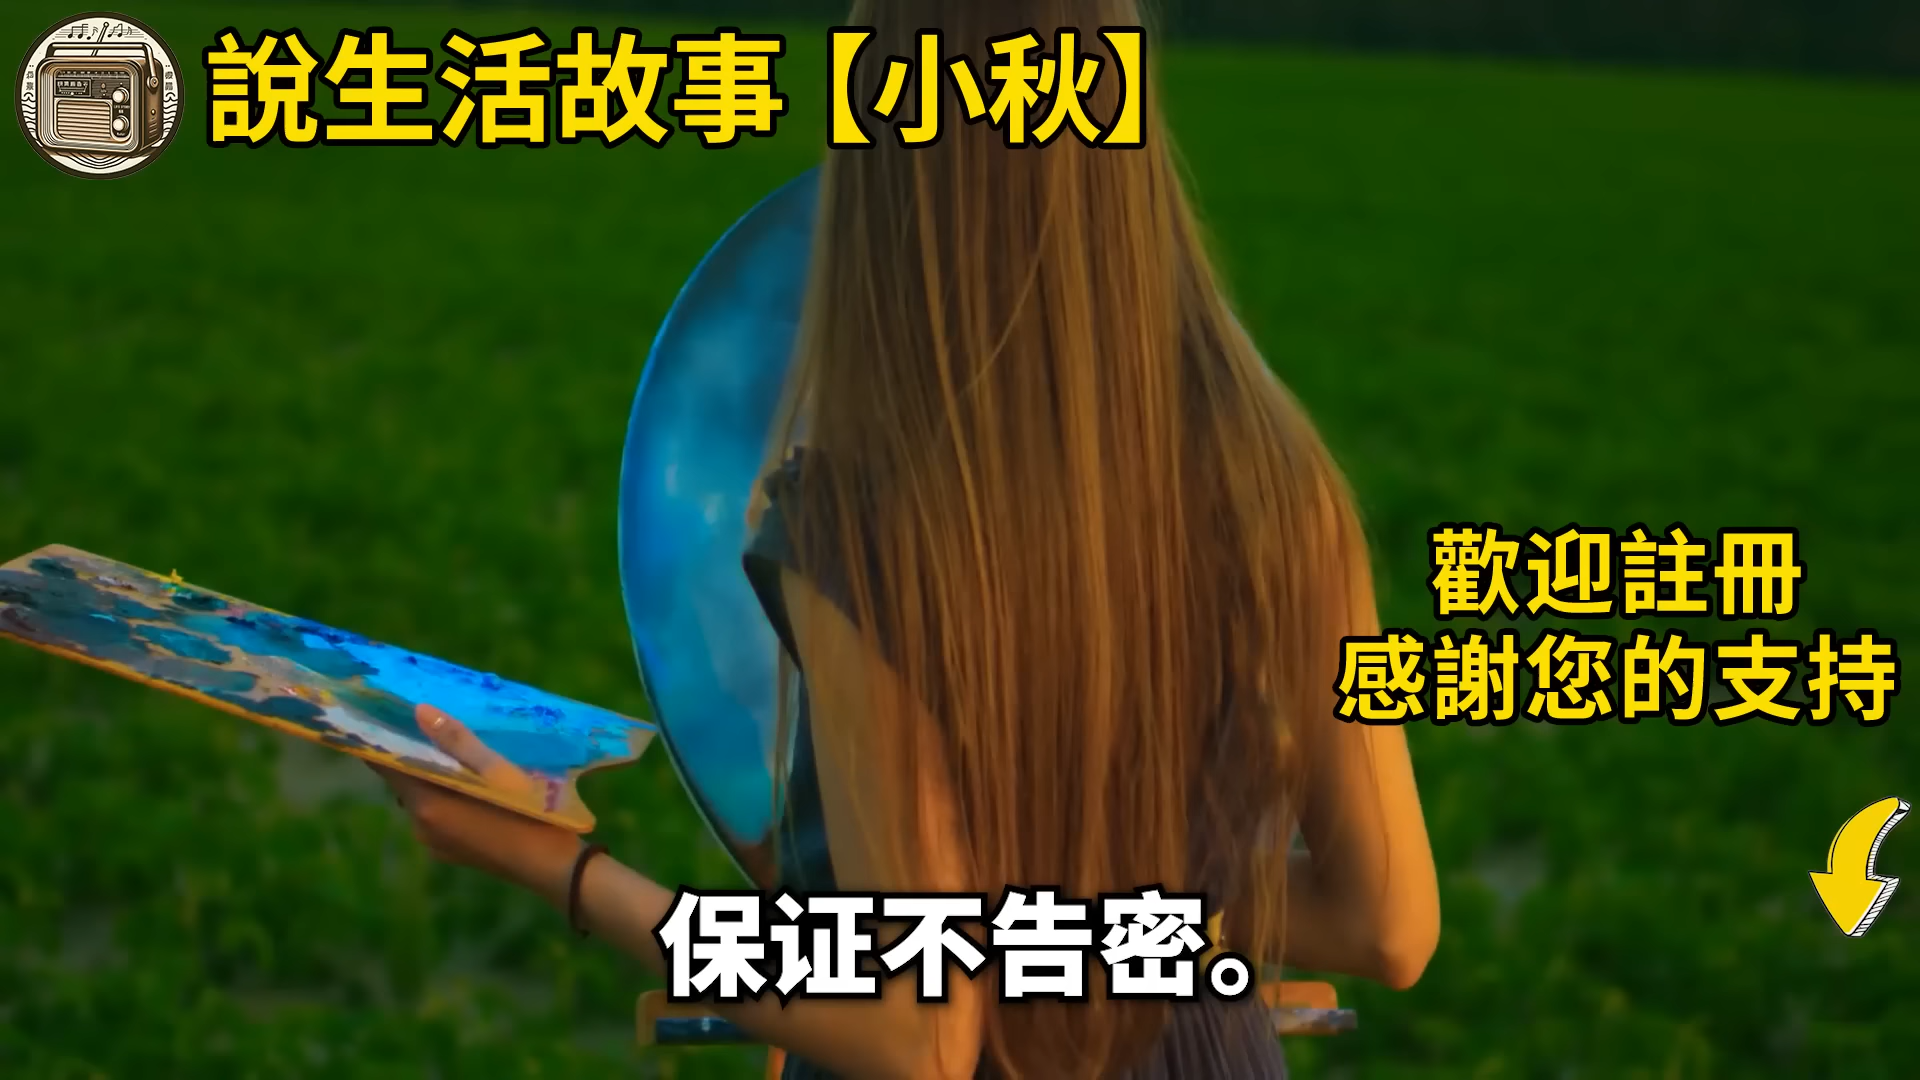 說生活故事【小秋】
歡迎註冊
感謝您的支持
保证不告密。